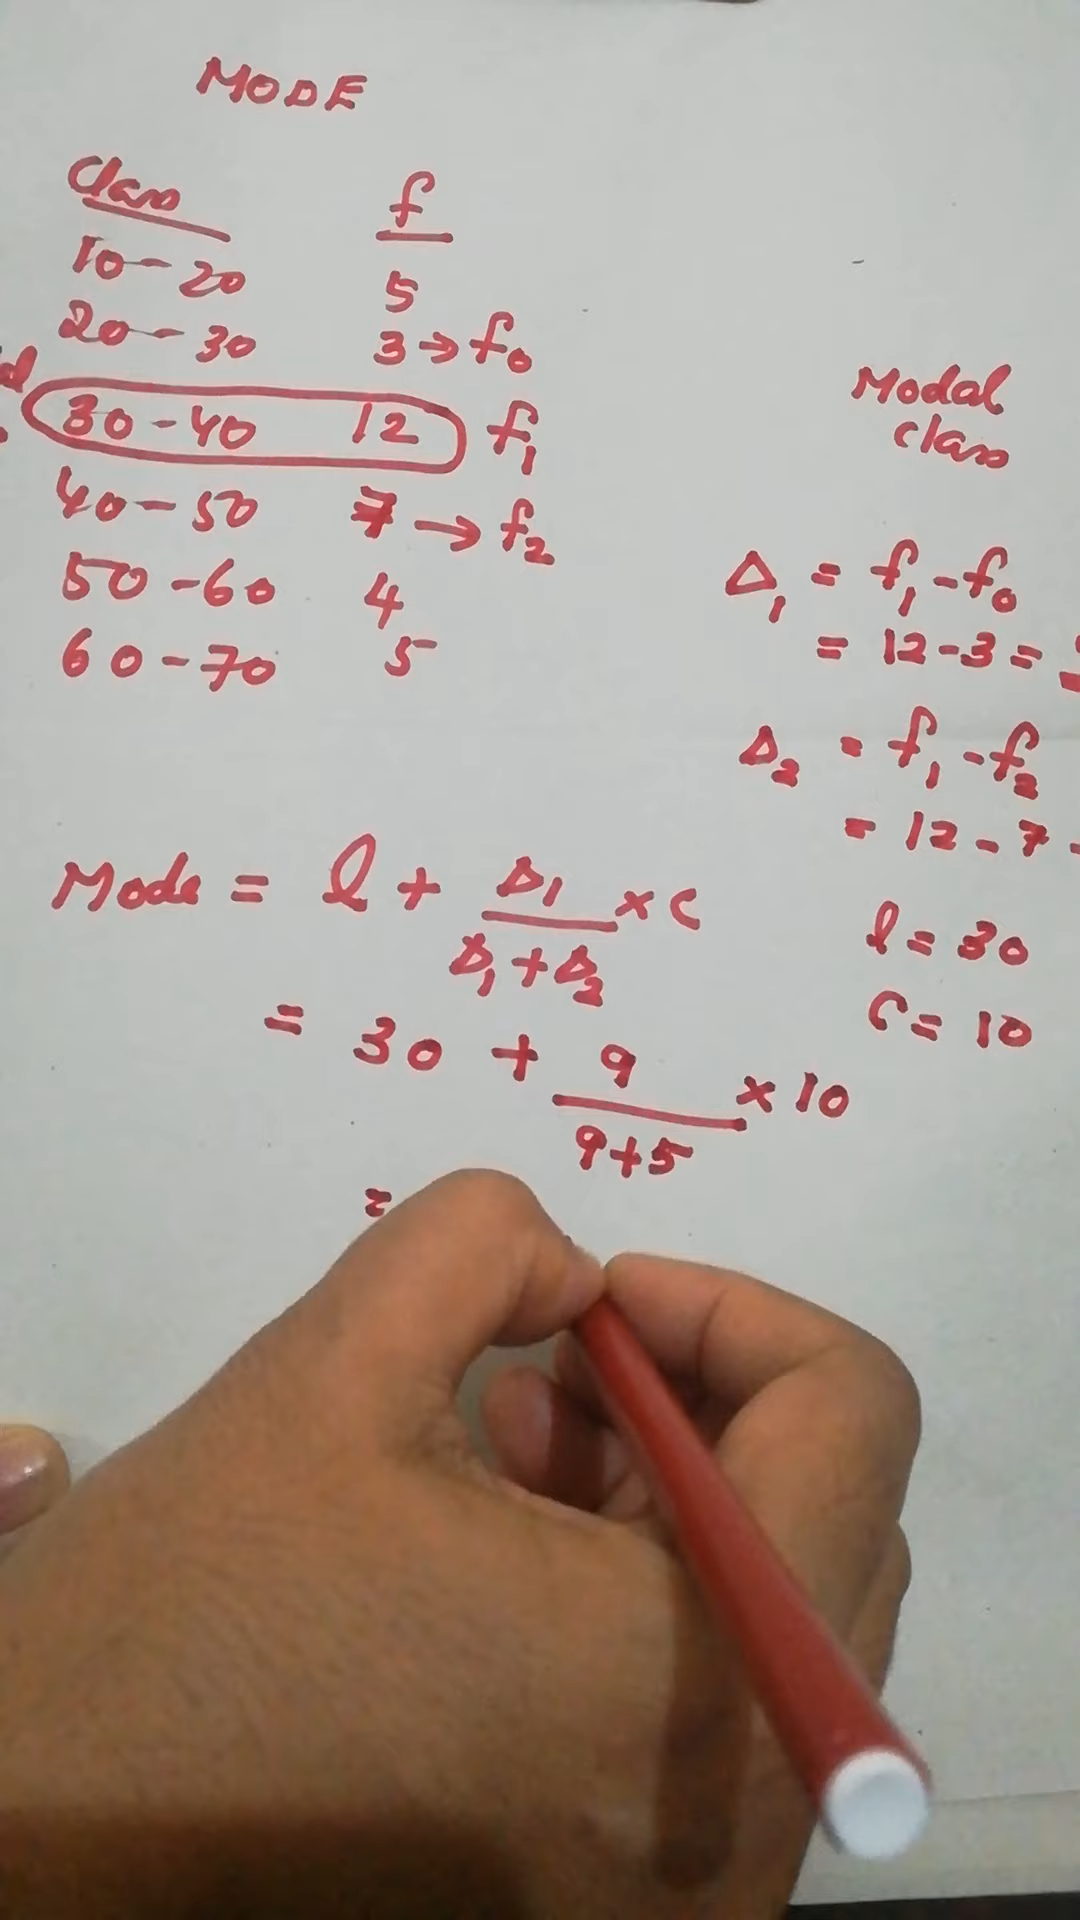 MODE
Class f
10-20 5
20-30 3→f₀
30-40 12 f₁
40-50 7→f₂
50-60 4
60-70 5
Modal
class
Δ₁ = f₁-f₀
= 12-3=
Δ₂ = f₁-f₂
= 12-7
l=30
C=10
Mode = l + Δ₁/(Δ₁+Δ₂) × C
= 30 + 9/(9+5) × 10
=